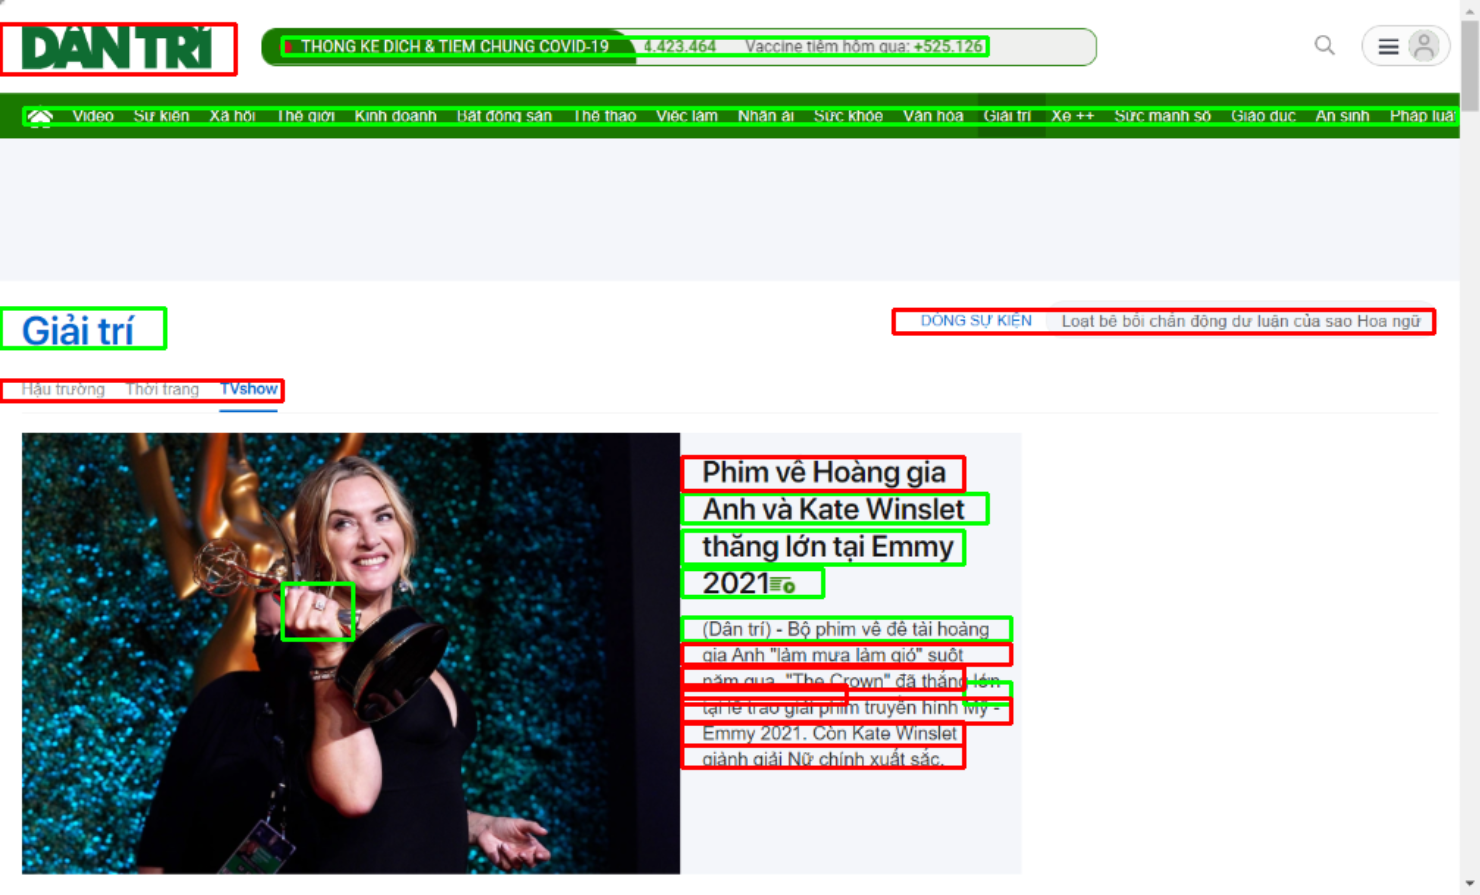 DÂN TRÍ
THỐNG KÊ DỊCH & TIÊM CHỦNG COVID-19 4.423.464 Vaccine tiêm hôm qua: +525.126
Video Sự kiện Xã hội Thế giới Kinh doanh Bất động sản Thể thao Việc làm Nhân ái Sức khỏe Văn hóa Giải trí Xe ++ Sức mạnh số Giáo dục An sinh Pháp luật
Giải trí
DÒNG SỰ KIỆN Loạt bê bối chấn động dư luận của sao Hoa ngữ
Hậu trường Thời trang TVshow
Phim về Hoàng gia
Anh và Kate Winslet
thắng lớn tại Emmy
2021
(Dân trí) - Bộ phim về đề tài hoàng
gia Anh "làm mưa làm gió" suốt
năm qua, "The Crown" đã thắng lớn
tại lễ trao giải phim truyền hình Mỹ -
Emmy 2021. Còn Kate Winslet
giành giải Nữ chính xuất sắc.